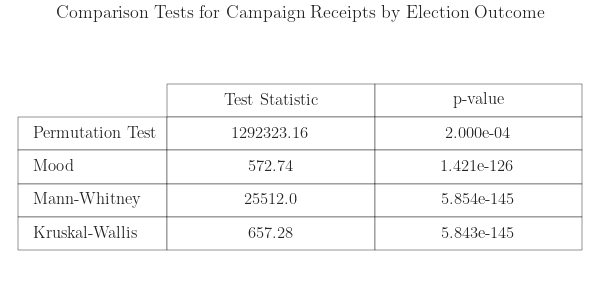 Comparison Tests for Campaign Receipts by Election Outcome
Test Statistic p-value
Permutation Test 1292323.16 2.000e-04
Mood 572.74 1.421e-126
Mann-Whitney 25512.0 5.854e-145
Kruskal-Wallis 657.28 5.843e-145